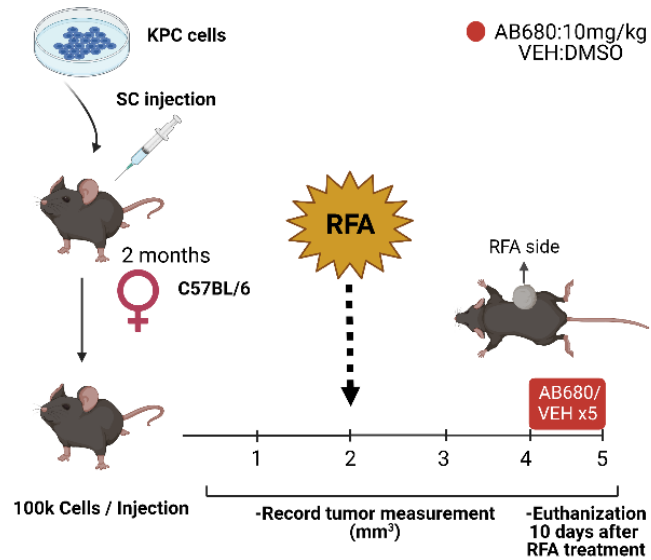 KPC cells
SC injection
2 months
C57BL/6
100k Cells / Injection
AB680:10mg/kg
VEH:DMSO
RFA
RFA side
AB680/
VEH x5
1 2 3 4 5
-Record tumor measurement
(mm³)
-Euthanization
10 days after
RFA treatment